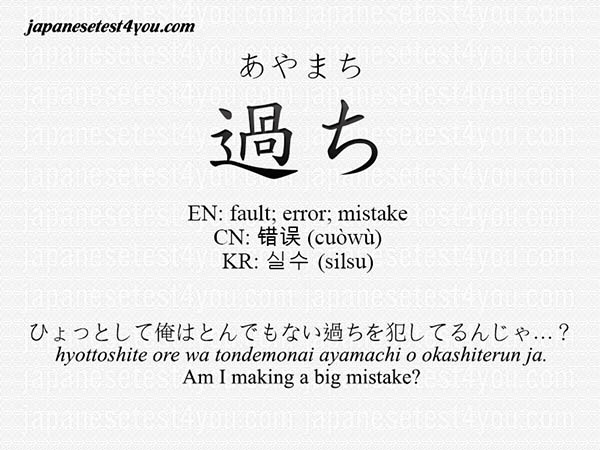 japanesetest4you.com
あやまち
過ち
EN: fault; error; mistake
CN: 错误 (cuòwù)
KR: 실수 (silsu)
ひょっとして俺はとんでもない過ちを犯してるんじゃ…？
hyottoshite ore wa tondemonai ayamachi o okashiterun ja.
Am I making a big mistake?